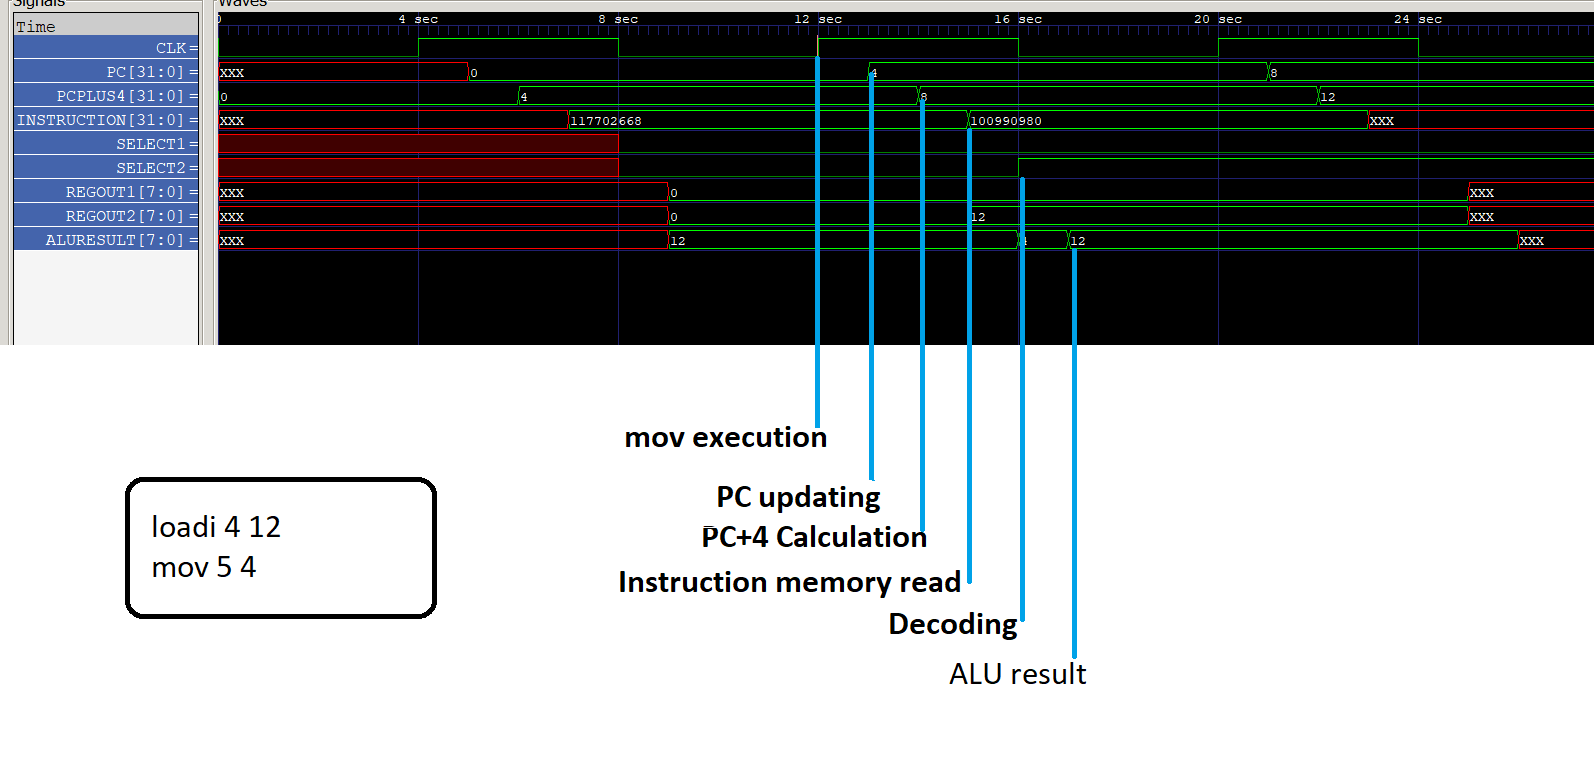 Signals
Waves
Time
0 4 sec 8 sec 12 sec 16 sec 20 sec 24 sec
CLK=
PC[31:0]= xxx 0 4 8
PCPLUS4[31:0]= 0 4 8 12
INSTRUCTION[31:0]= xxx 117702668 100990980 xxx
SELECT1=
SELECT2=
REGOUT1[7:0]= xxx 0 xxx
REGOUT2[7:0]= xxx 0 12 xxx
ALURESULT[7:0]= xxx 12 12 xxx
mov execution
PC updating
PC+4 Calculation
Instruction memory read
Decoding
ALU result
loadi 4 12
mov 5 4